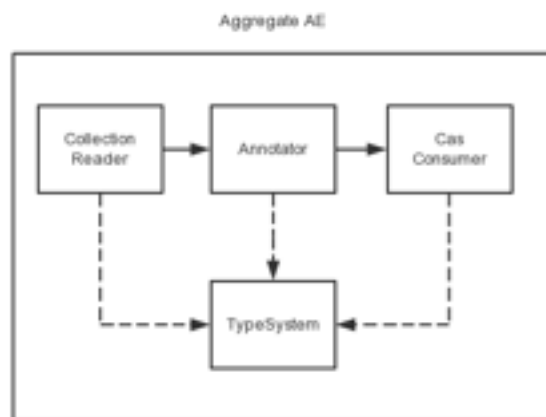 Aggregate AE
Collection
Reader
Annotator
Cas
Consumer
TypeSystem